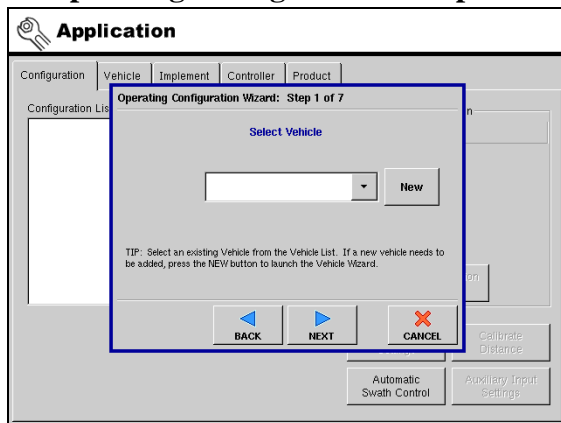 Application
Configuration Vehicle Implement Controller Product
Configuration Lis
Operating Configuration Wizard: Step 1 of 7
n
Select Vehicle
New
TIP: Select an existing Vehicle from the Vehicle List. If a new vehicle needs to
be added, press the NEW button to launch the Vehicle Wizard.
on
BACK NEXT CANCEL
Calibrate
Distance
Automatic
Swath Control
Auxiliary Input
Settings